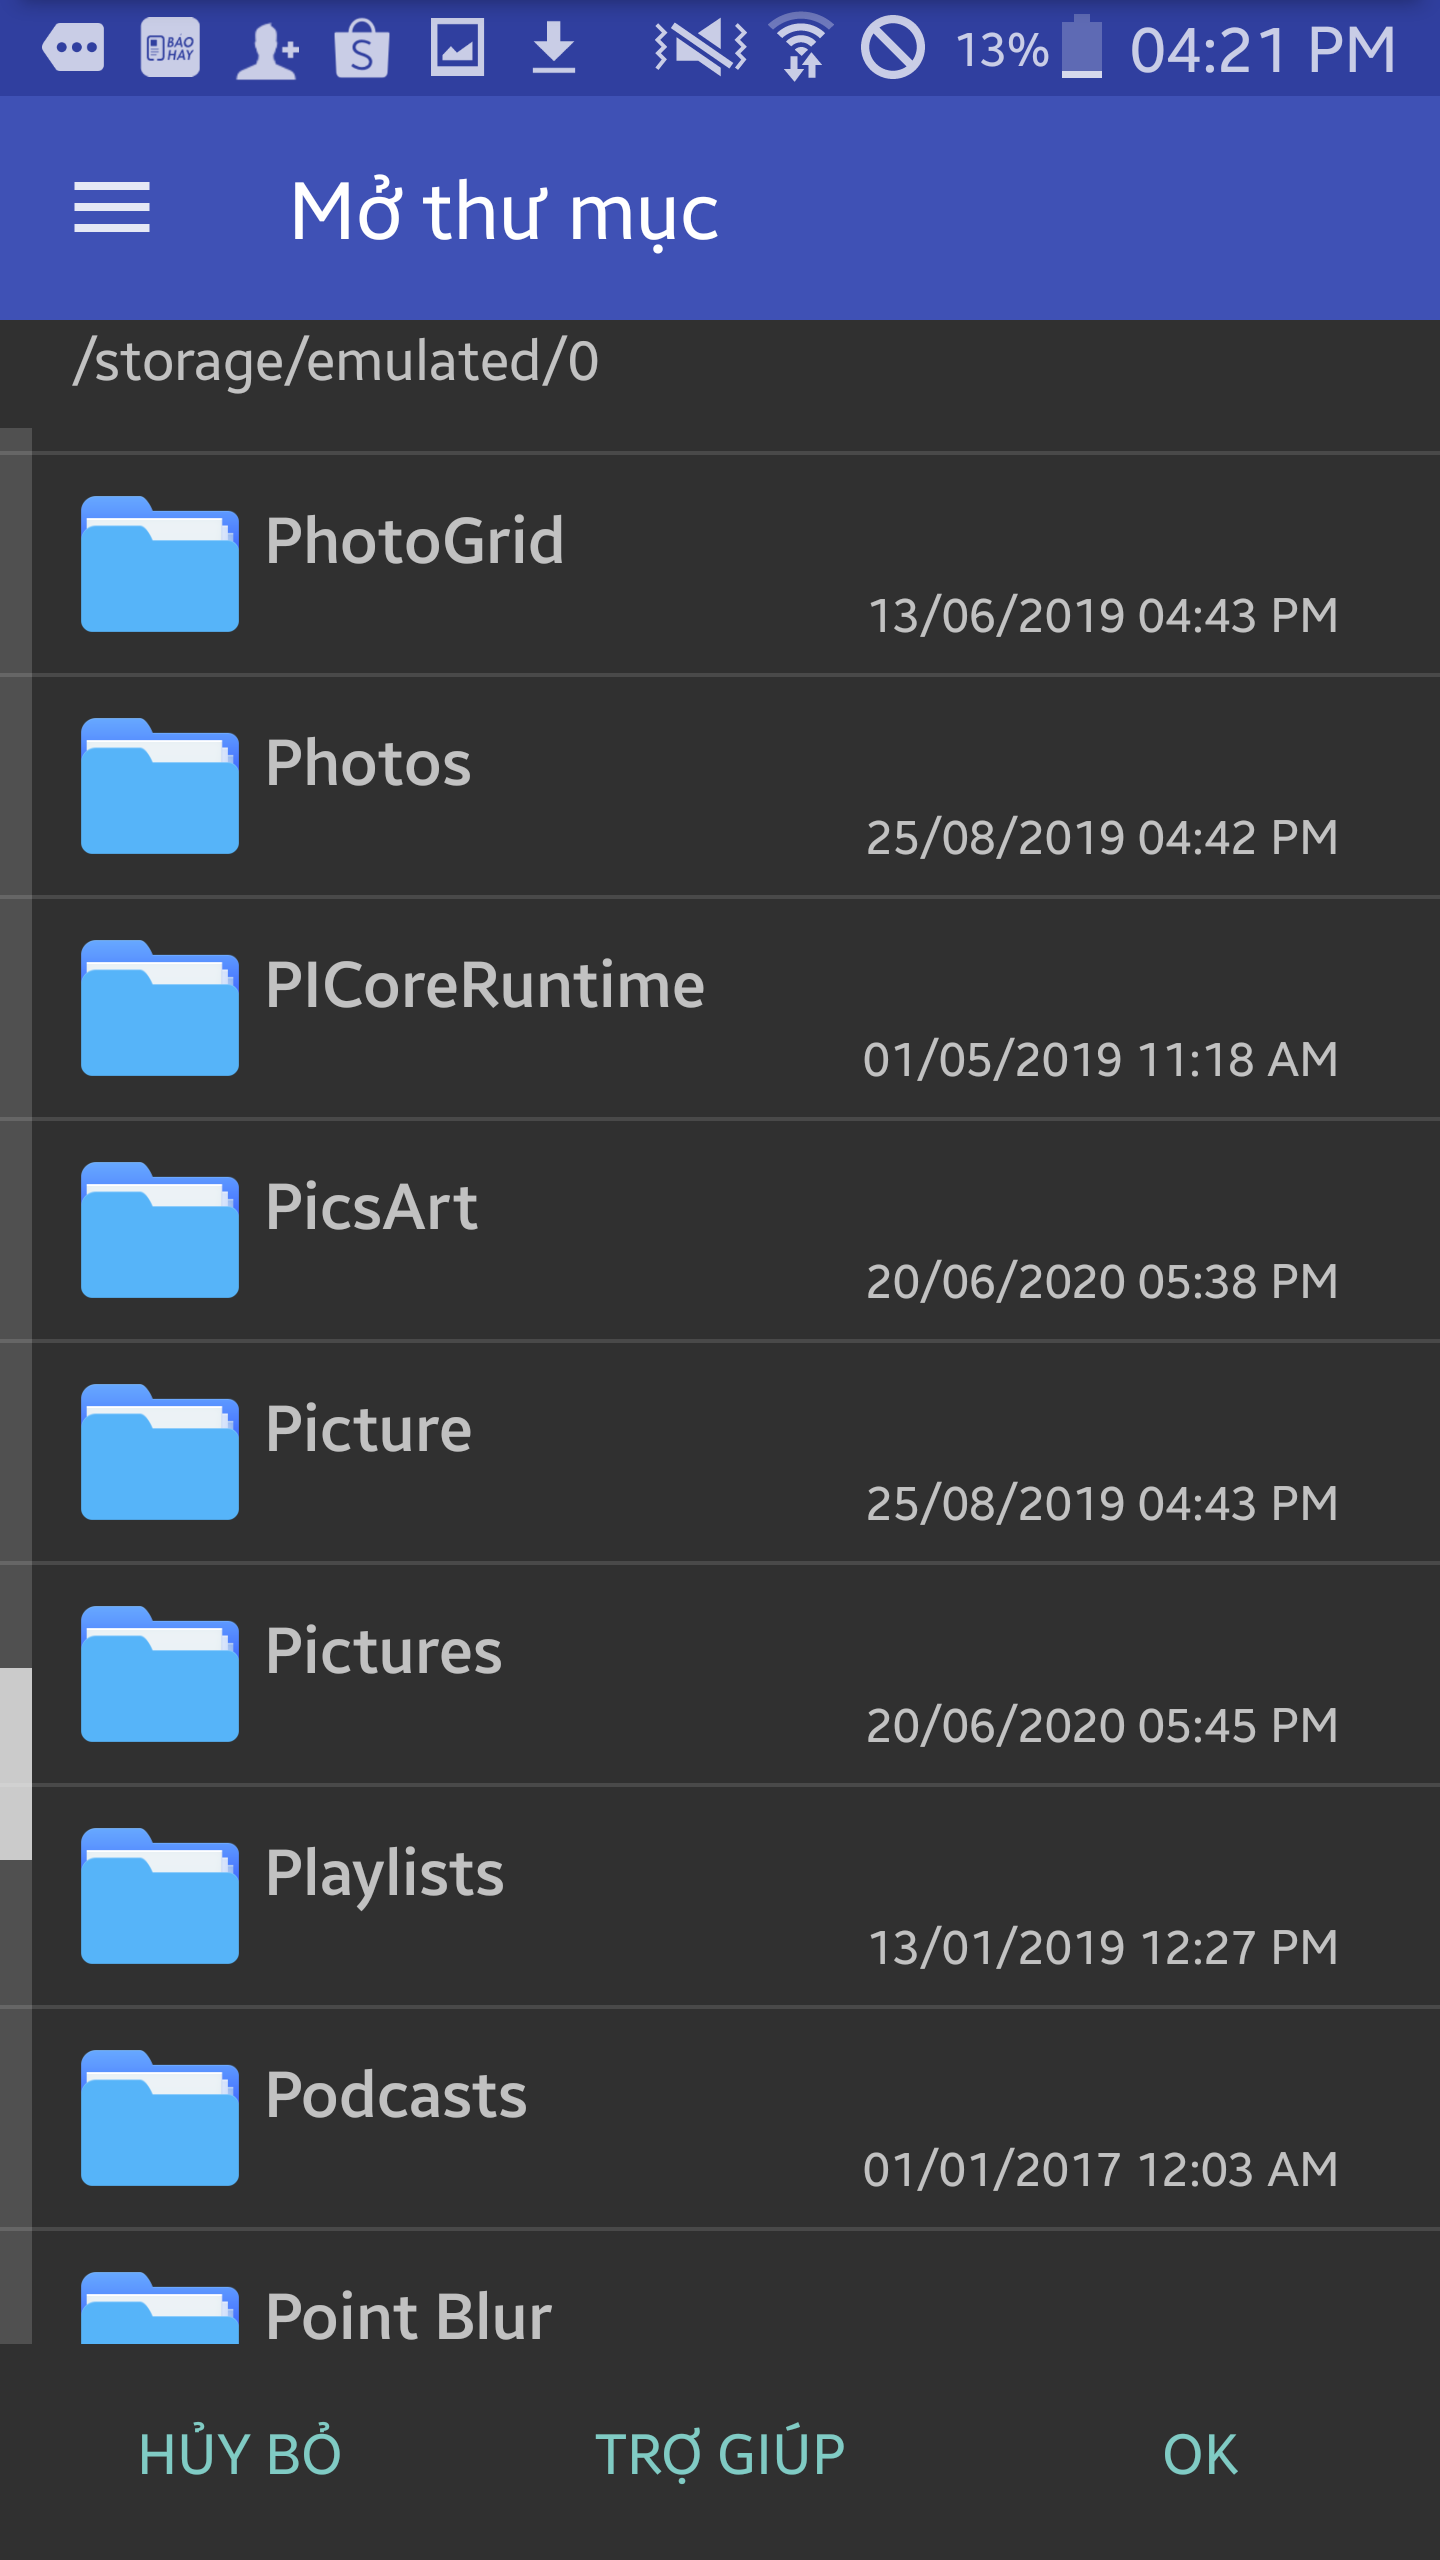 BÁO HAY
S
13% 04:21 PM
Mở thư mục
/storage/emulated/0
PhotoGrid
13/06/2019 04:43 PM
Photos
25/08/2019 04:42 PM
PICoreRuntime
01/05/2019 11:18 AM
PicsArt
20/06/2020 05:38 PM
Picture
25/08/2019 04:43 PM
Pictures
20/06/2020 05:45 PM
Playlists
13/01/2019 12:27 PM
Podcasts
01/01/2017 12:03 AM
Point Blur
HỦY BỎ TRỢ GIÚP OK